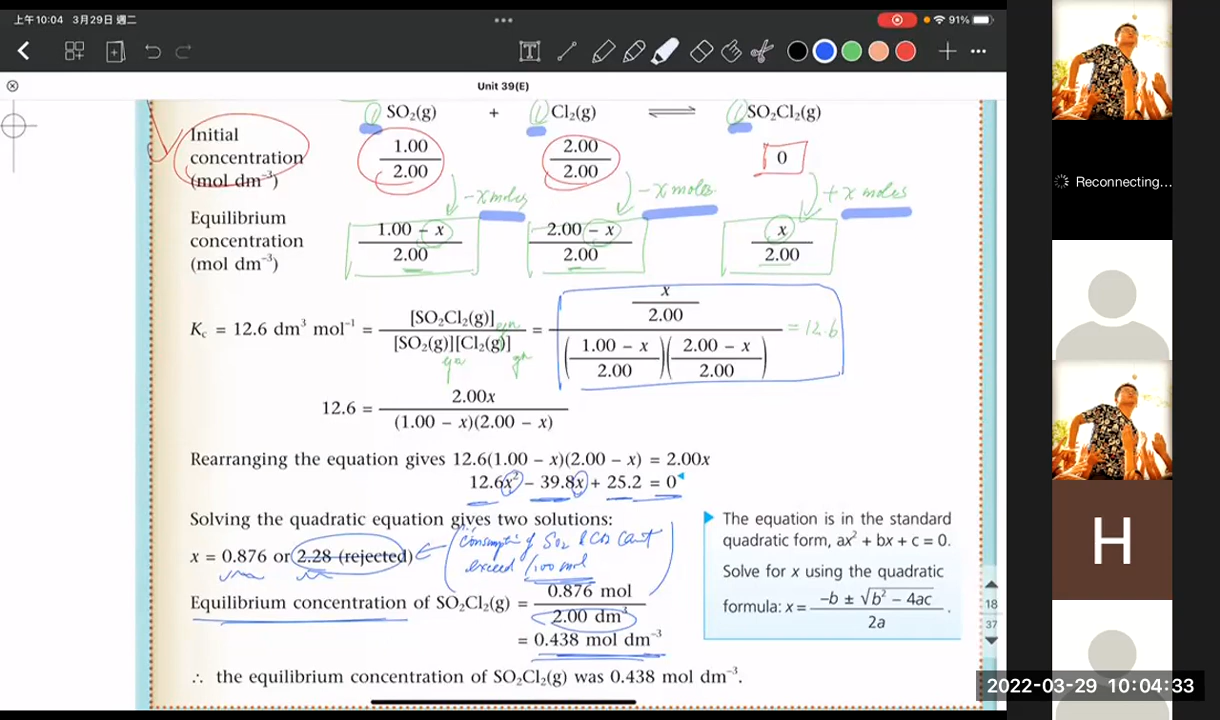 上午10:04 3月29日 週二
91%
Unit 39(E)
① SO₂(g) + ① Cl₂(g) ⇌ ① SO₂Cl₂(g)
Initial concentration (mol dm⁻³) 1.00/2.00 2.00/2.00 0
−x moles −x moles +x moles
Equilibrium concentration (mol dm⁻³) (1.00 − x)/2.00 (2.00 − x)/2.00 x/2.00
Kc = 12.6 dm³ mol⁻¹ = [SO₂Cl₂(g)]eqn / [SO₂(g)][Cl₂(g)] = (x/2.00) / ((1.00 − x)/2.00)((2.00 − x)/2.00) = 12.6
12.6 = 2.00x / (1.00 − x)(2.00 − x)
Rearranging the equation gives 12.6(1.00 − x)(2.00 − x) = 2.00x
12.6x² − 39.8x + 25.2 = 0
Solving the quadratic equation gives two solutions:
x = 0.876 or 2.28 (rejected)
exceed 1.00 mol
Equilibrium concentration of SO₂Cl₂(g) = 0.876 mol / 2.00 dm³
= 0.438 mol dm⁻³
∴ the equilibrium concentration of SO₂Cl₂(g) was 0.438 mol dm⁻³.
The equation is in the standard
quadratic form, ax² + bx + c = 0.
Solve for x using the quadratic
formula: x = (−b ± √(b² − 4ac)) / 2a .
18
37
Reconnecting...
H
2022-03-29 10:04:33